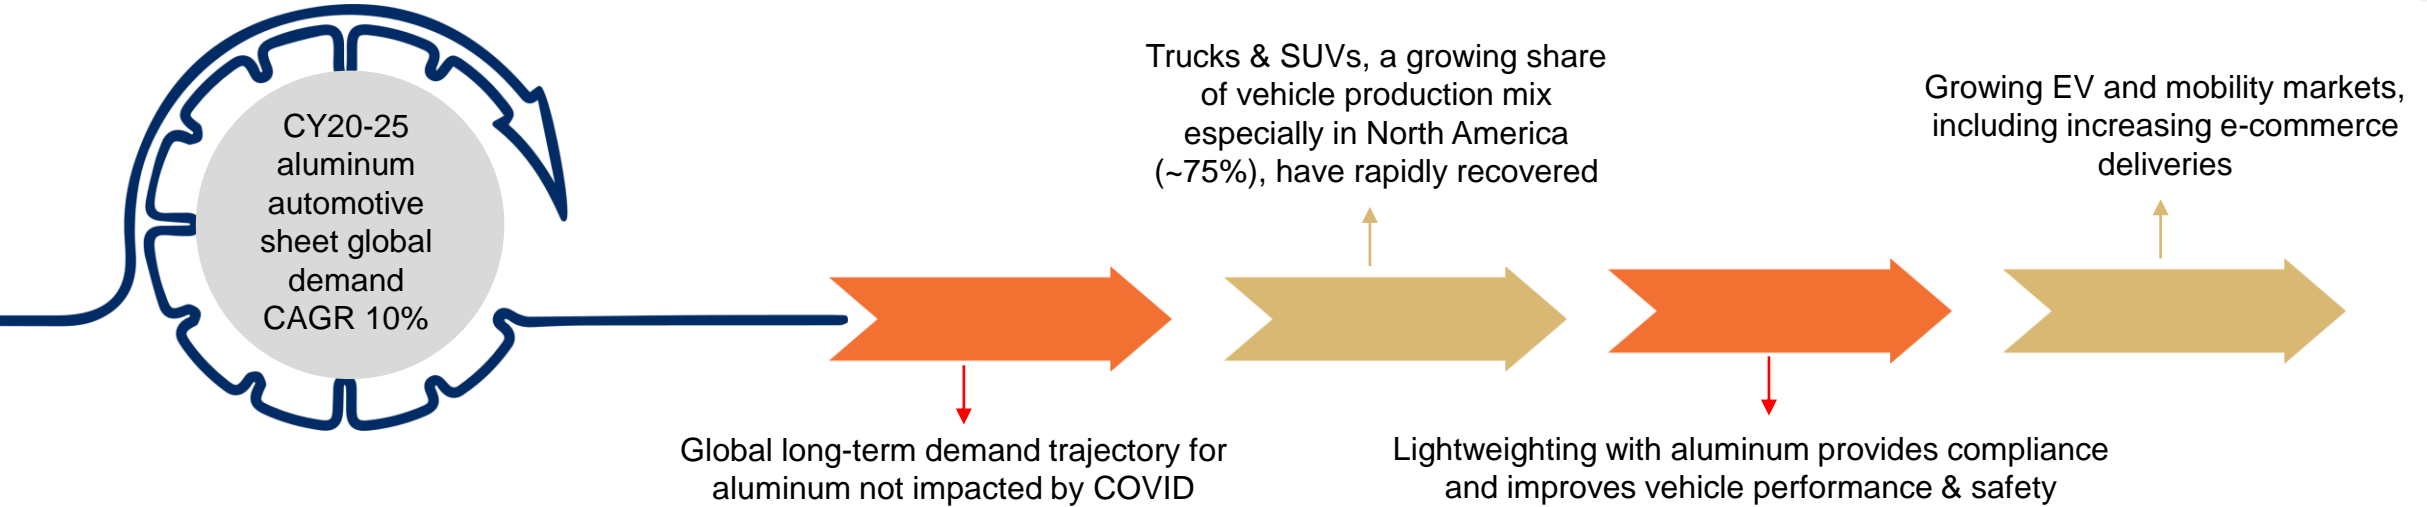 CY20-25
aluminum
automotive
sheet global
demand
CAGR 10%
Global long-term demand trajectory for
aluminum not impacted by COVID
Trucks & SUVs, a growing share
of vehicle production mix
especially in North America
(~75%), have rapidly recovered
Lightweighting with aluminum provides compliance
and improves vehicle performance & safety
Growing EV and mobility markets,
including increasing e-commerce
deliveries